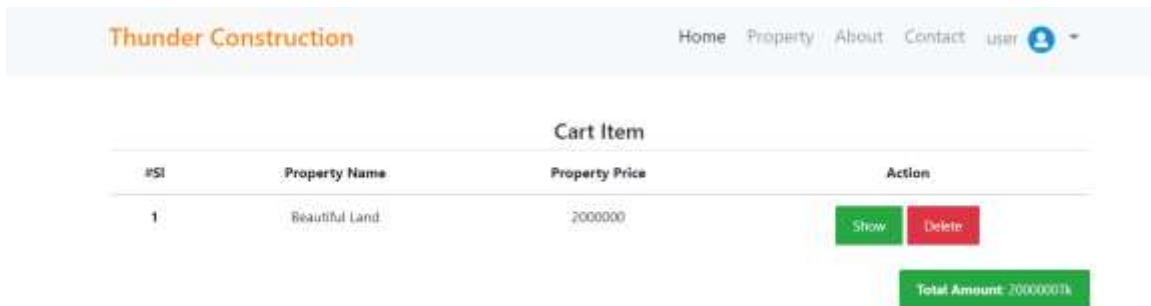 Thunder Construction Home Property About Contact user
Cart Item
#Sl Property Name Property Price Action
1 Beautiful Land 2000000 Show Delete
Total Amount: 2000000Tk